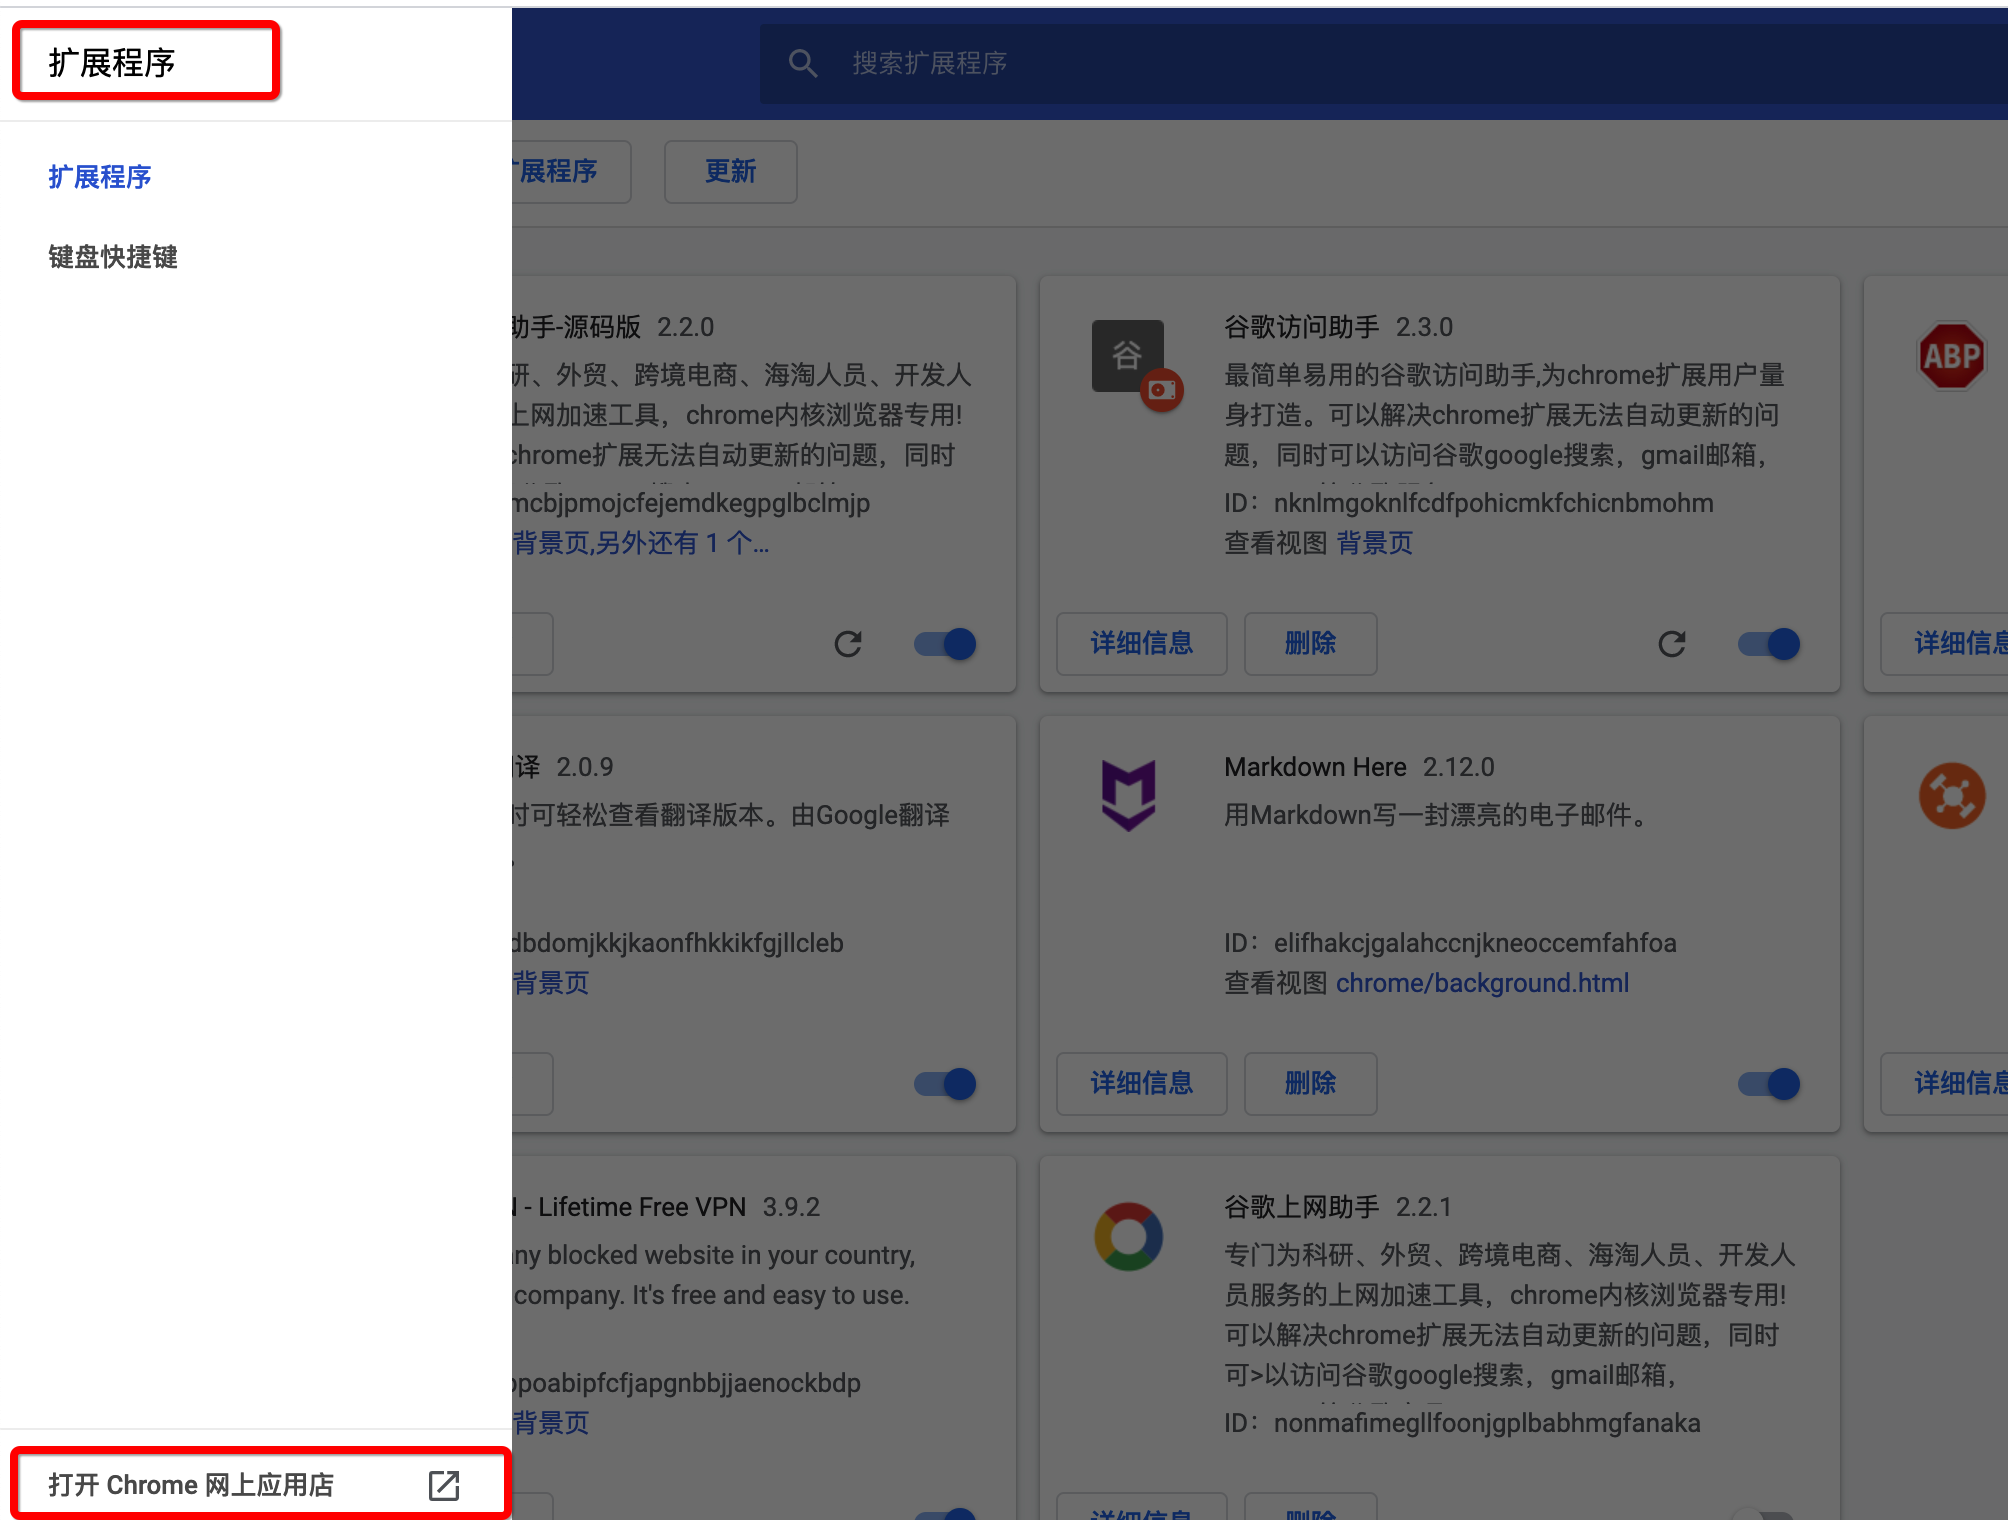 扩展程序
搜索扩展程序
扩展程序
键盘快捷键
展程序
更新
助手-源码版 2.2.0
研、外贸、跨境电商、海淘人员、开发人
上网加速工具，chrome内核浏览器专用!
chrome扩展无法自动更新的问题，同时
mcbjpmojcfejemdkegpglbclmjp
背景页,另外还有 1 个...
谷
谷歌访问助手 2.3.0
最简单易用的谷歌访问助手,为chrome扩展用户量
身打造。可以解决chrome扩展无法自动更新的问
题，同时可以访问谷歌google搜索，gmail邮箱，
ID：nknlmgoknlfcdfpohicmkfchicnbmohm
查看视图 背景页
详细信息
删除
ABP
详细信息
译 2.0.9
时可轻松查看翻译版本。由Google翻译
dbdomjkkjkaonfhkkikfgjllcleb
背景页
Markdown Here 2.12.0
用Markdown写一封漂亮的电子邮件。
ID：elifhakcjgalahccnjkneoccemfahfoa
查看视图 chrome/background.html
详细信息
删除
详细信息
- Lifetime Free VPN 3.9.2
any blocked website in your country,
company. It's free and easy to use.
ppoabipfcfjapgnbbjjaenockbdp
背景页
谷歌上网助手 2.2.1
专门为科研、外贸、跨境电商、海淘人员、开发人
员服务的上网加速工具，chrome内核浏览器专用!
可以解决chrome扩展无法自动更新的问题，同时
可>以访问谷歌google搜索，gmail邮箱，
ID：nonmafimegllfoonjgplbabhmgfanaka
详细信息
删除
打开 Chrome 网上应用店